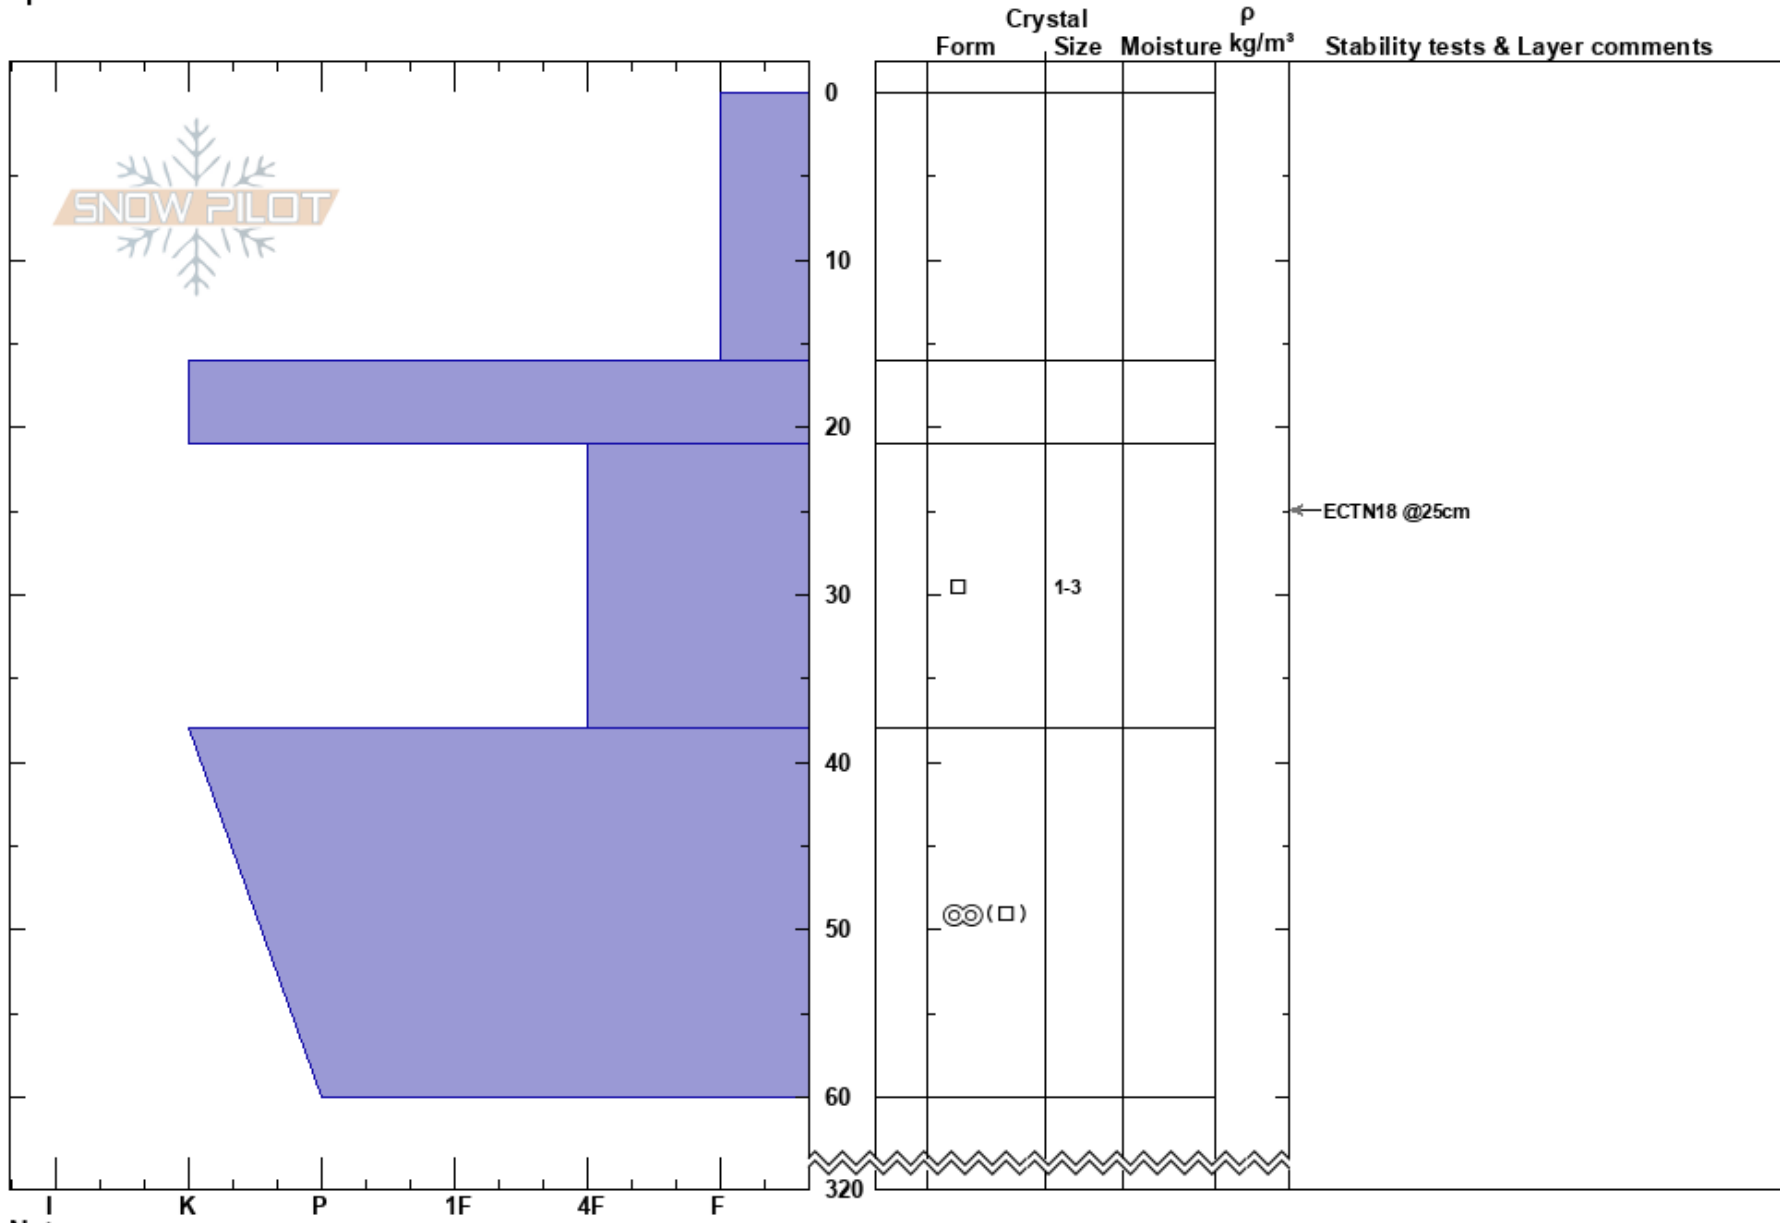 Crystal
ρ
Form Size Moisture kg/m³ Stability tests & Layer comments
SNOW PILOT
0
10
20
ECTN18 @25cm
1-3
30
40
( )
50
60
320
I K P 1F 4F F